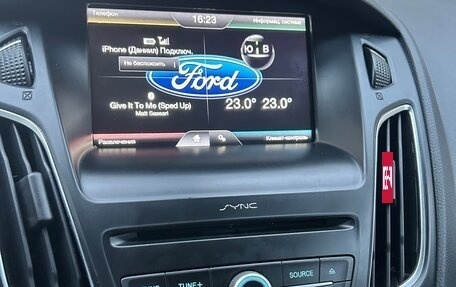 Телефон
16:23
Информац. система
iPhone (Даниил) Подключ.
Не беспокоить
Ю В
Ford
Give It To Me (Sped Up)
Matt Sassari
23.0° 23.0°
Развлечения
Климат-контроль
SYNC
TUNE+
SOURCE